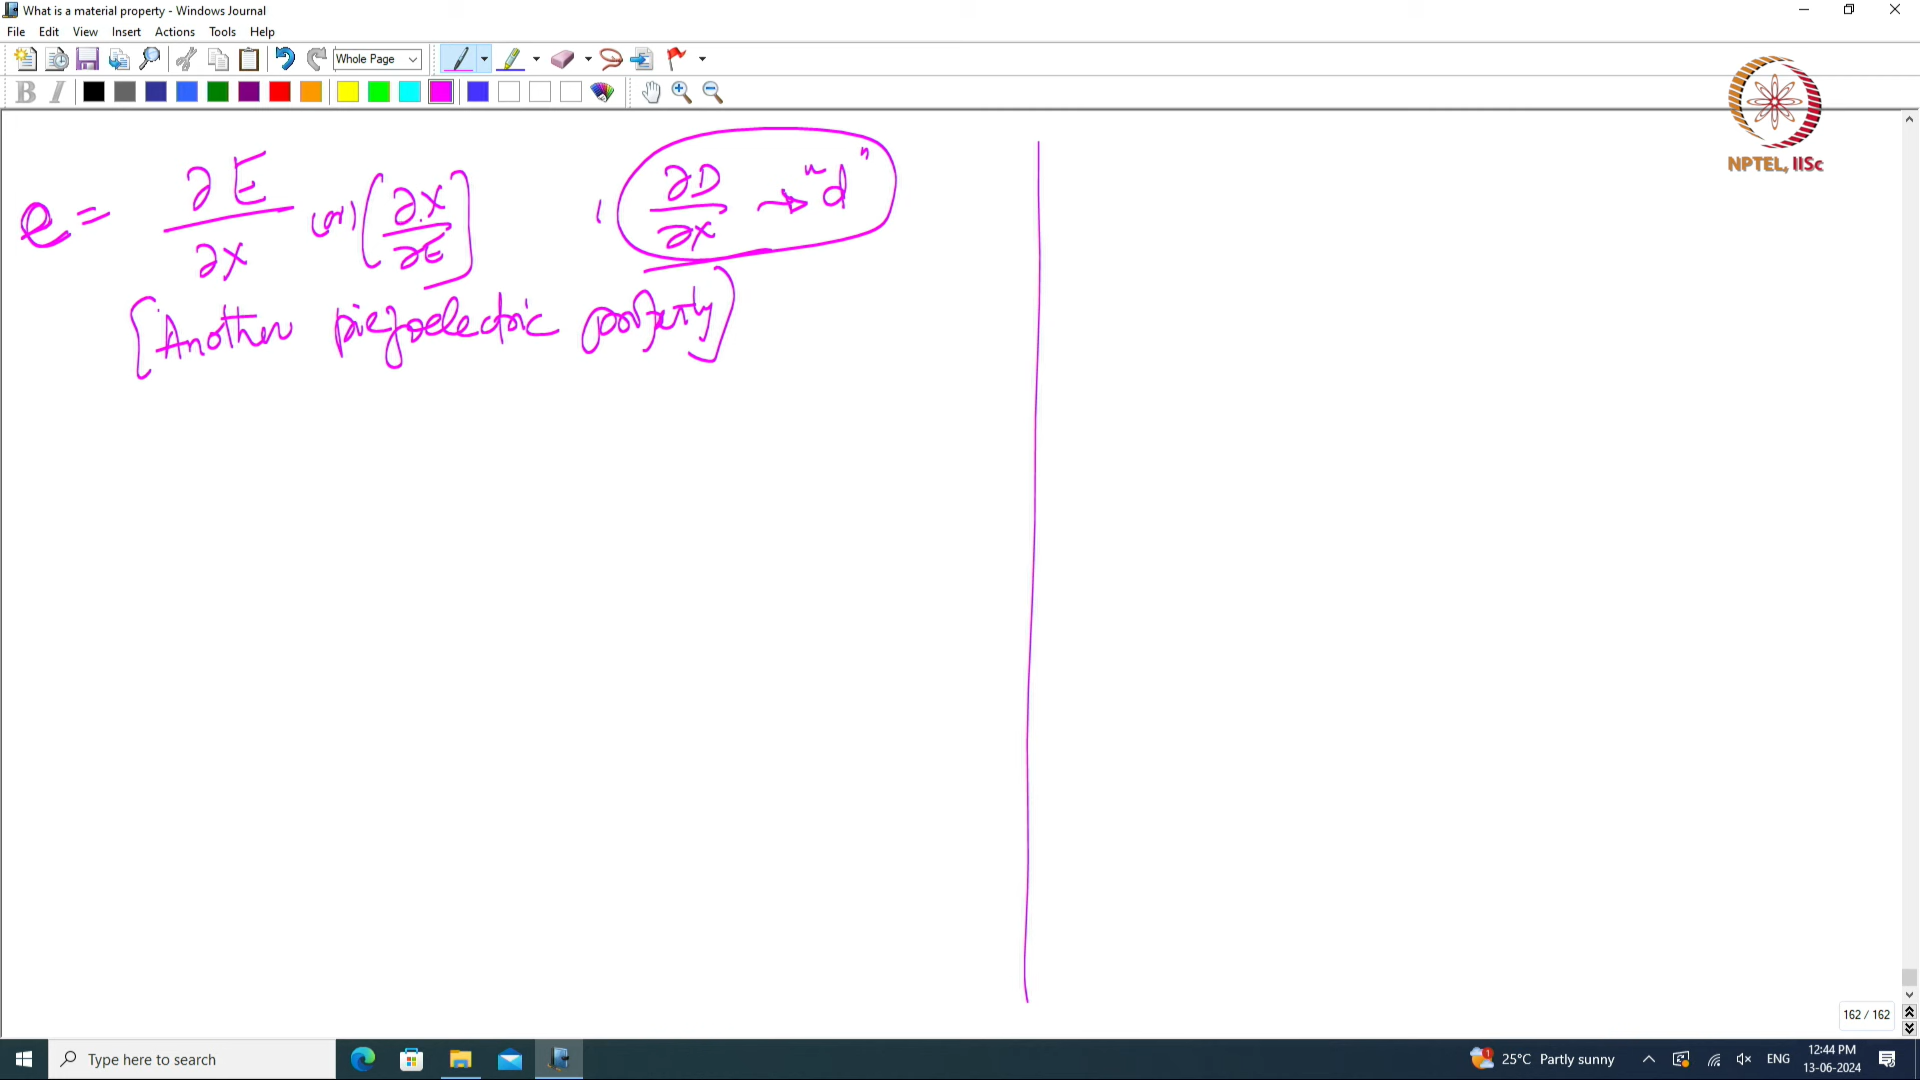 What is a material property - Windows Journal
File Edit View Insert Actions Tools Help
Whole Page
B I
NPTEL, IISc
e = ∂E/∂X (or) (∂X/∂E] , ∂D/∂X → "d"
[Another piezoelectric property]
162 / 162
Type here to search
25°C Partly sunny
ENG
12:44 PM
13-06-2024